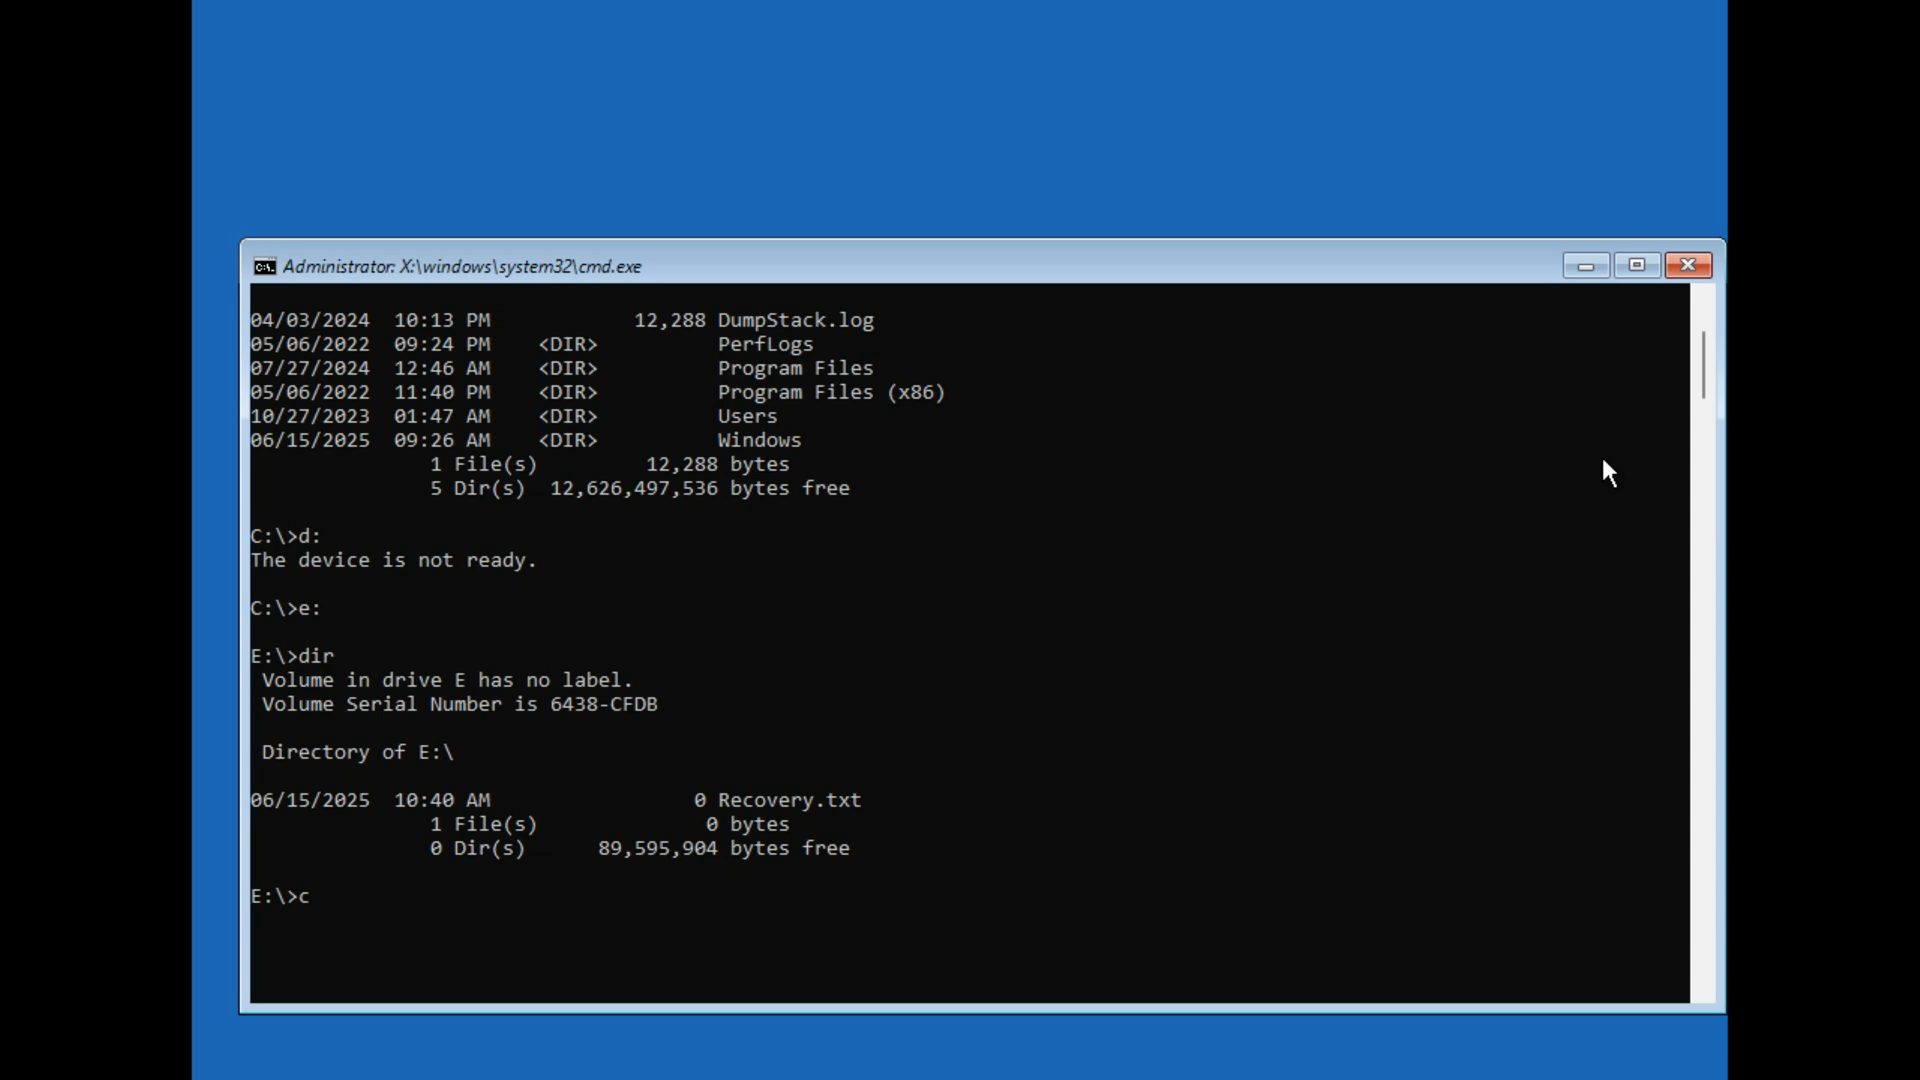 Administrator: X:\windows\system32\cmd.exe
04/03/2024  10:13 PM            12,288 DumpStack.log
05/06/2022  09:24 PM    <DIR>          PerfLogs
07/27/2024  12:46 AM    <DIR>          Program Files
05/06/2022  11:40 PM    <DIR>          Program Files (x86)
10/27/2023  01:47 AM    <DIR>          Users
06/15/2025  09:26 AM    <DIR>          Windows
               1 File(s)         12,288 bytes
               5 Dir(s)  12,626,497,536 bytes free
C:\>d:
The device is not ready.
C:\>e:
E:\>dir
 Volume in drive E has no label.
 Volume Serial Number is 6438-CFDB
 Directory of E:\
06/15/2025  10:40 AM                 0 Recovery.txt
               1 File(s)              0 bytes
               0 Dir(s)      89,595,904 bytes free
E:\>c